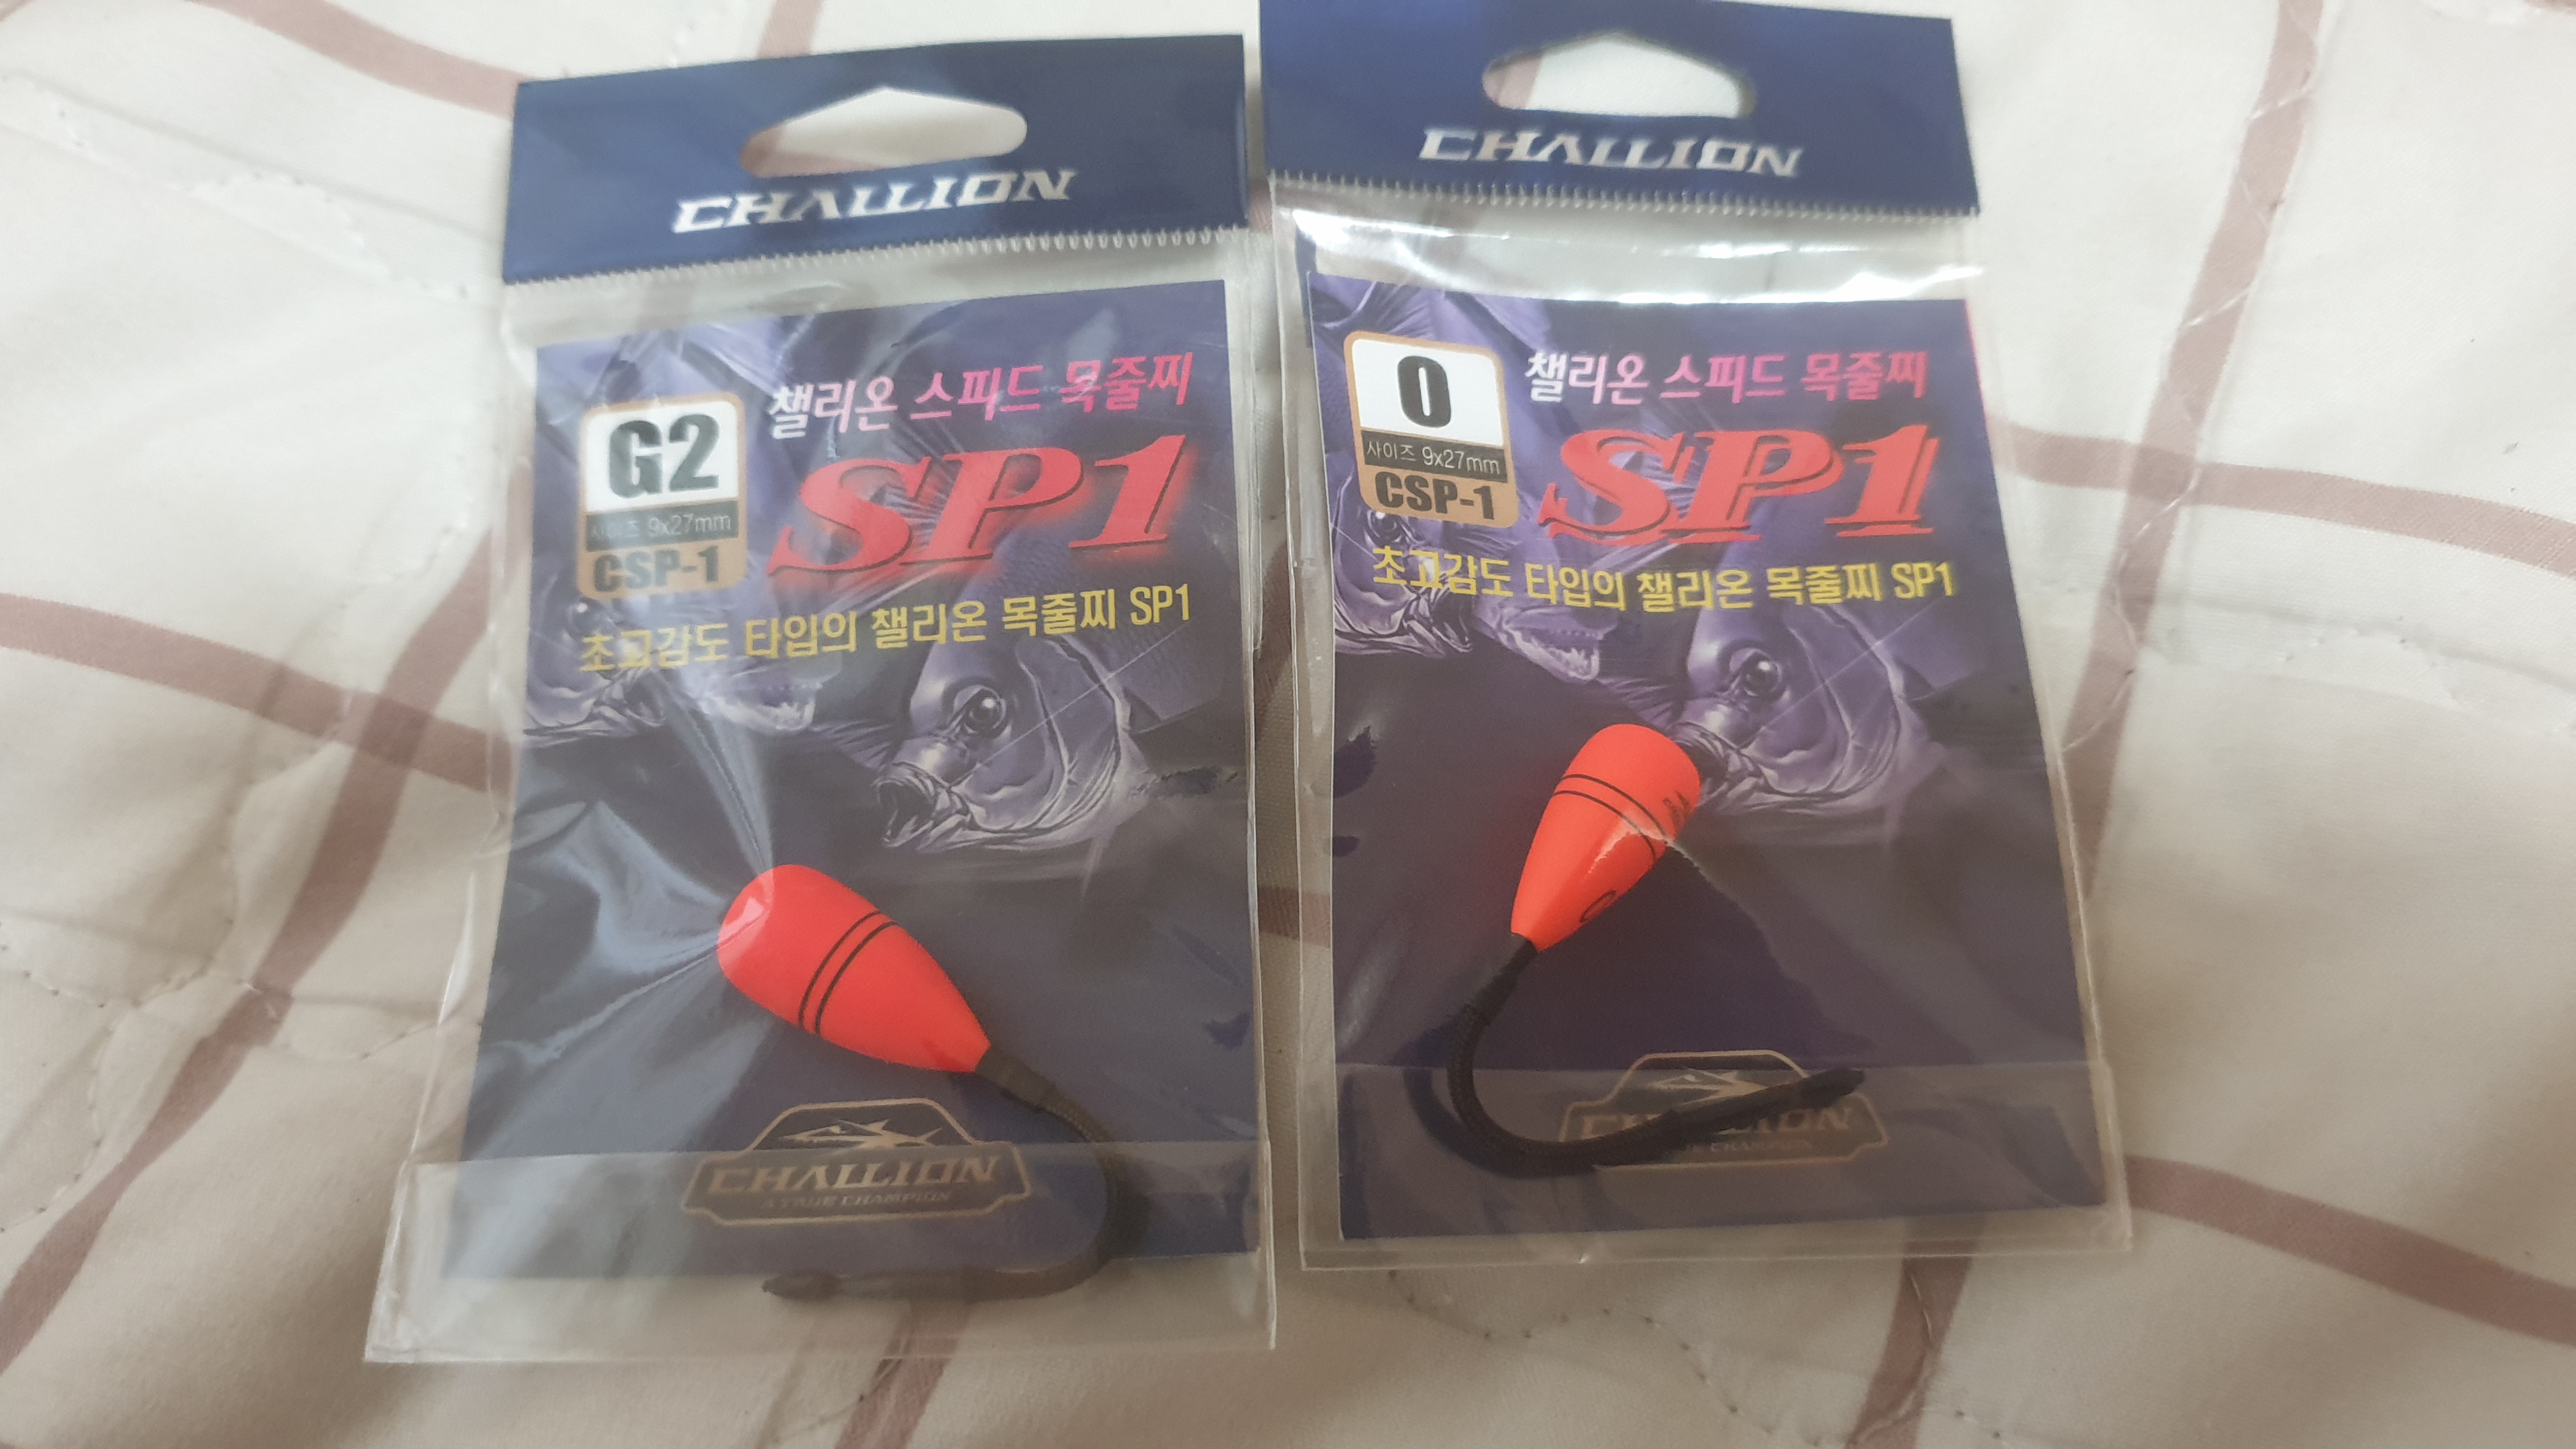 CHALLION
G2
사이즈 9x27mm
CSP-1
챌리온 스피드 목줄찌
SP1
초고감도 타입의 챌리온 목줄찌 SP1
CHALLION
A TRUE CHAMPION
CHALLION
0
사이즈 9x27mm
CSP-1
챌리온 스피드 목줄찌
SP1
초고감도 타입의 챌리온 목줄찌 SP1
CHALLION